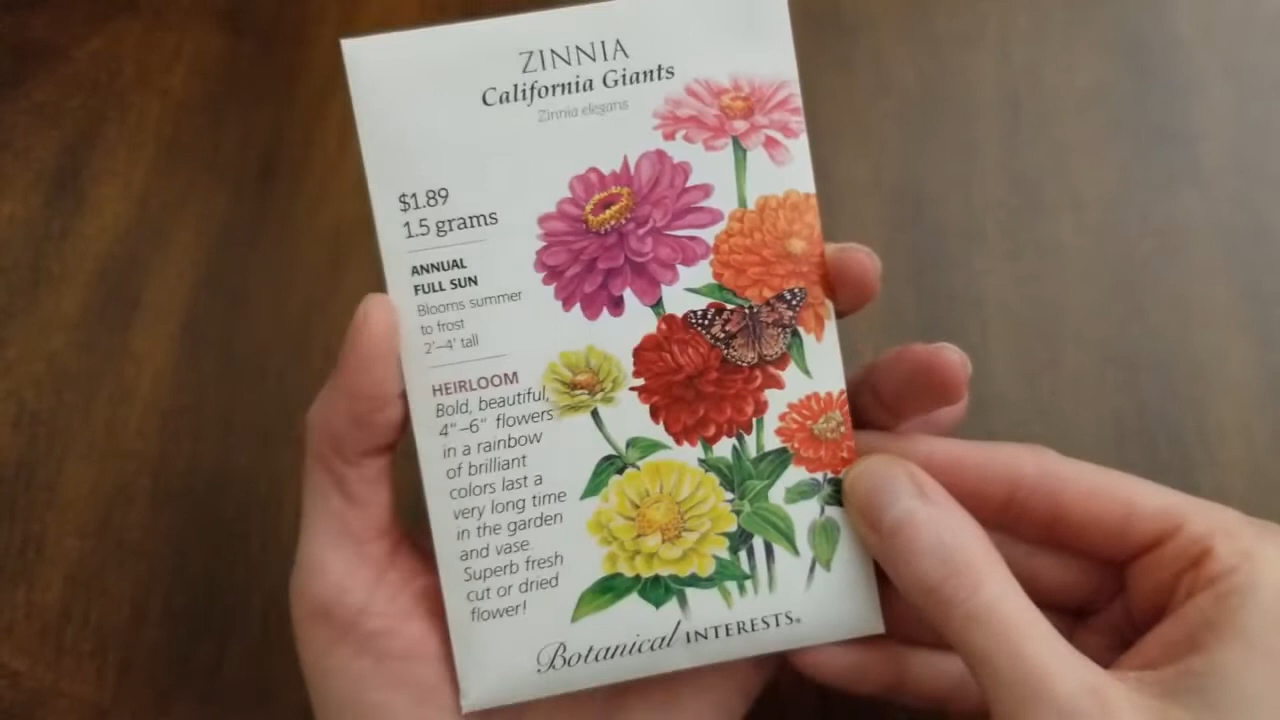 ZINNIA
California Giants
Zinnia elegans
$1.89
1.5 grams
ANNUAL
FULL SUN
Blooms summer
to frost
2'–4' tall
HEIRLOOM
Bold, beautiful,
4"–6" flowers
in a rainbow
of brilliant
colors last a
very long time
in the garden
and vase.
Superb fresh
cut or dried
flower!
Botanical INTERESTS®